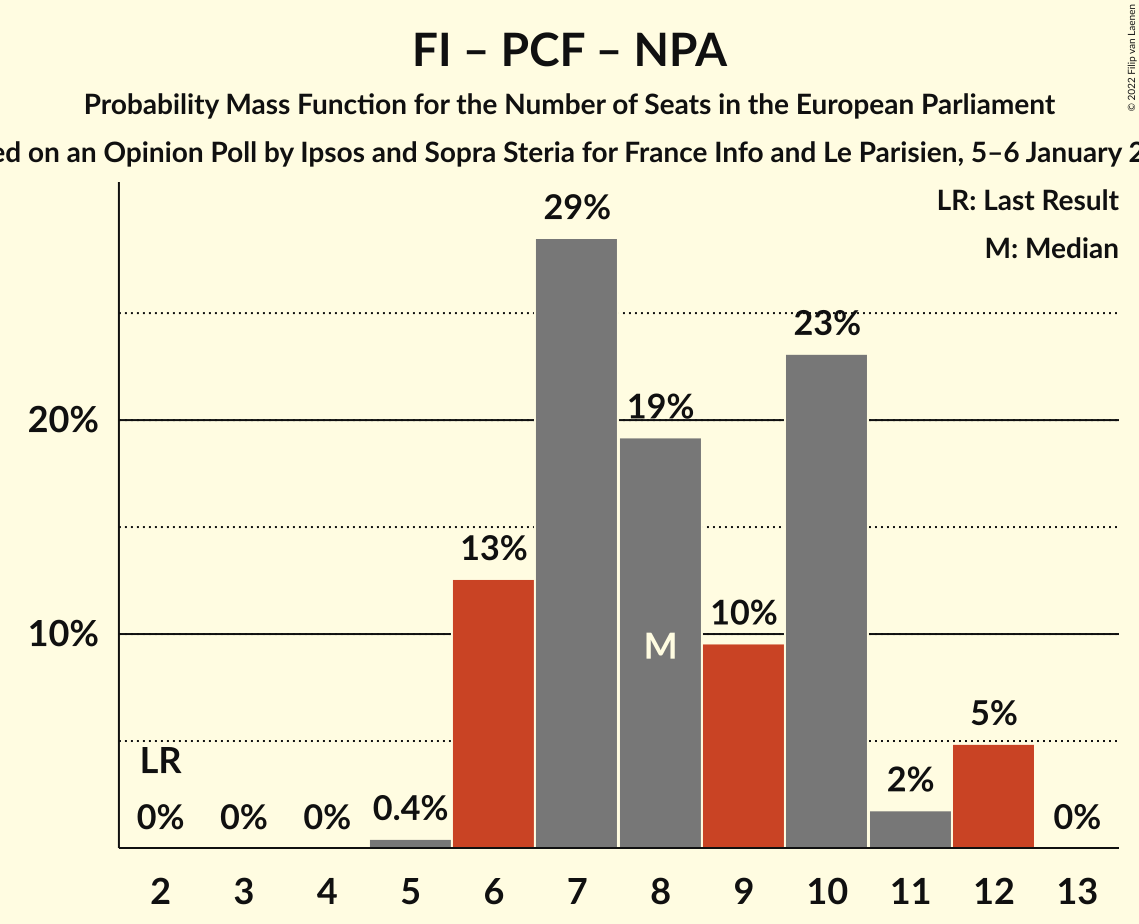 FI – PCF – NPA
Probability Mass Function for the Number of Seats in the European Parliament
on an Opinion Poll by Ipsos and Sopra Steria for France Info and Le Parisien, 5–6 January
© 2022 Filip van Laenen
LR: Last Result
M: Median
29%
23%
20%
19%
13%
10%
10%
M
5%
LR
2%
0%
0%
0%
0.4%
0%
2 3 4 5 6 7 8 9 10 11 12 13